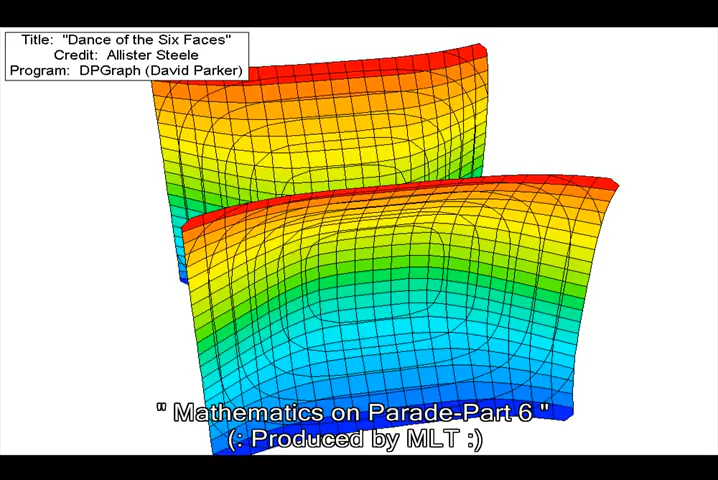 Title: "Dance of the Six Faces"
Credit: Allister Steele
Program: DPGraph (David Parker)
" Mathematics on Parade-Part 6 "
(: Produced by MLT :)